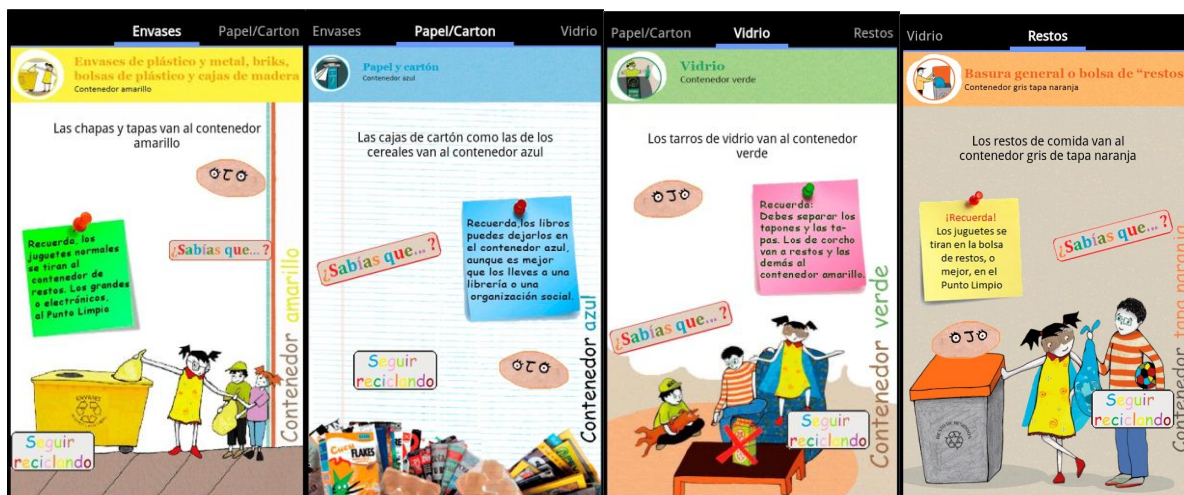 Envases Papel/Carton
Envases de plástico y metal, briks,
bolsas de plástico y cajas de madera
Contenedor amarillo
Las chapas y tapas van al contenedor
amarillo
OJO
Recuerda, los
juguetes normales
se tiran al
contenedor de
restos. Los grandes
o electrónicos,
al Punto Limpio
¿Sabías que... ?
Contenedor amarillo
ENVASES
Seguir
reciclando
Envases Papel/Carton Vidrio
Papel y cartón
Contenedor azul
Las cajas de cartón como las de los
cereales van al contenedor azul
Recuerda,los libros
puedes dejarlos en
el contenedor azul,
aunque es mejor
que los lleves a una
librería o una
organización social.
¿Sabías que... ?
Seguir
reciclando
OJO
Contenedor azul
FLAKES
Papel/Carton Vidrio Restos
Vidrio
Contenedor verde
Los tarros de vidrio van al contenedor
verde
OJO
Recuerda:
Debes separar los
tapones y las ta-
pas. Los de corcho
van a restos y las
demás al
contenedor amarillo.
¿Sabías que... ?
Contenedor verde
Seguir
reciclando
Vidrio Restos
Basura general o bolsa de “restos
Contenedor gris tapa naranja
Los restos de comida van al
contenedor gris de tapa naranja
¡Recuerda!
Los juguetes se
tiran en la bolsa
de restos, o
mejor, en el
Punto Limpio
¿Sabías que... ?
OJO
Contenedor tapa naranja
Seguir
reciclando